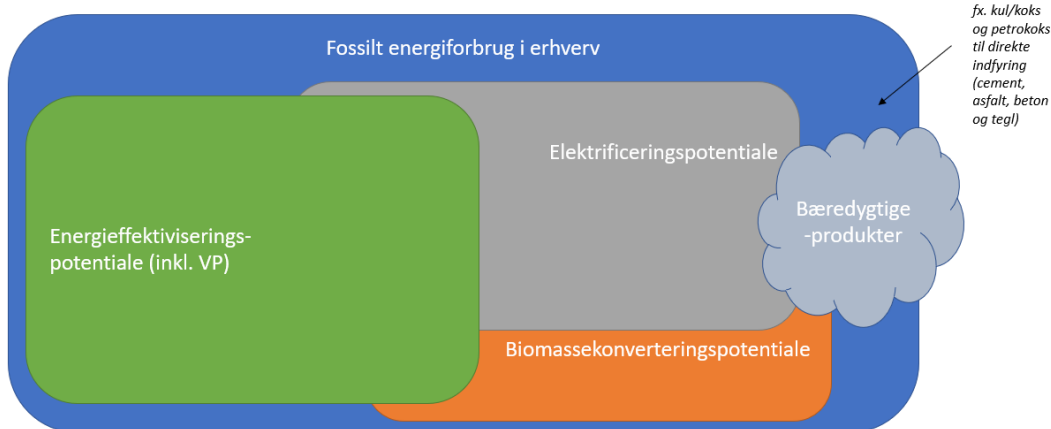 Fossilt energiforbrug i erhverv
fx. kul/koks
og petrokoks
til direkte
indfyring
(cement,
asfalt, beton
og tegl)
Elektrificeringspotentiale
Bæredygtige
-produkter
Energieffektiviserings-
potentiale (inkl. VP)
Biomassekonverteringspotentiale